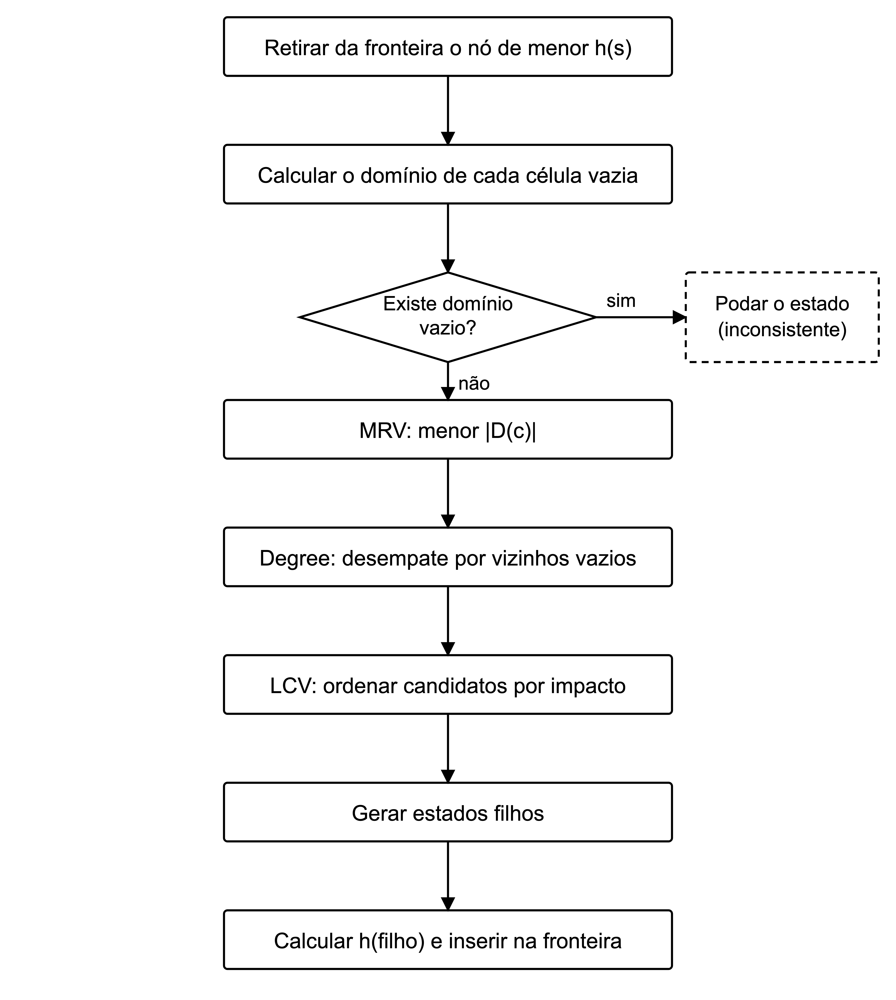 Retirar da fronteira o nó de menor h(s)
Calcular o domínio de cada célula vazia
Existe domínio
vazio?
sim
Podar o estado
(inconsistente)
não
MRV: menor |D(c)|
Degree: desempate por vizinhos vazios
LCV: ordenar candidatos por impacto
Gerar estados filhos
Calcular h(filho) e inserir na fronteira